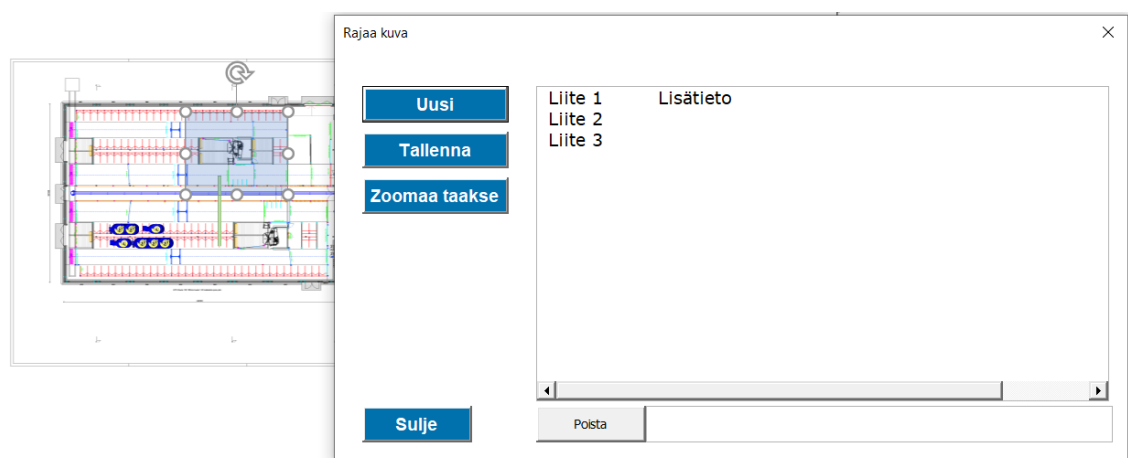 Rajaa kuva
Uusi
Tallenna
Zoomaa taakse
Liite 1 Lisätieto
Liite 2
Liite 3
Sulje
Poista